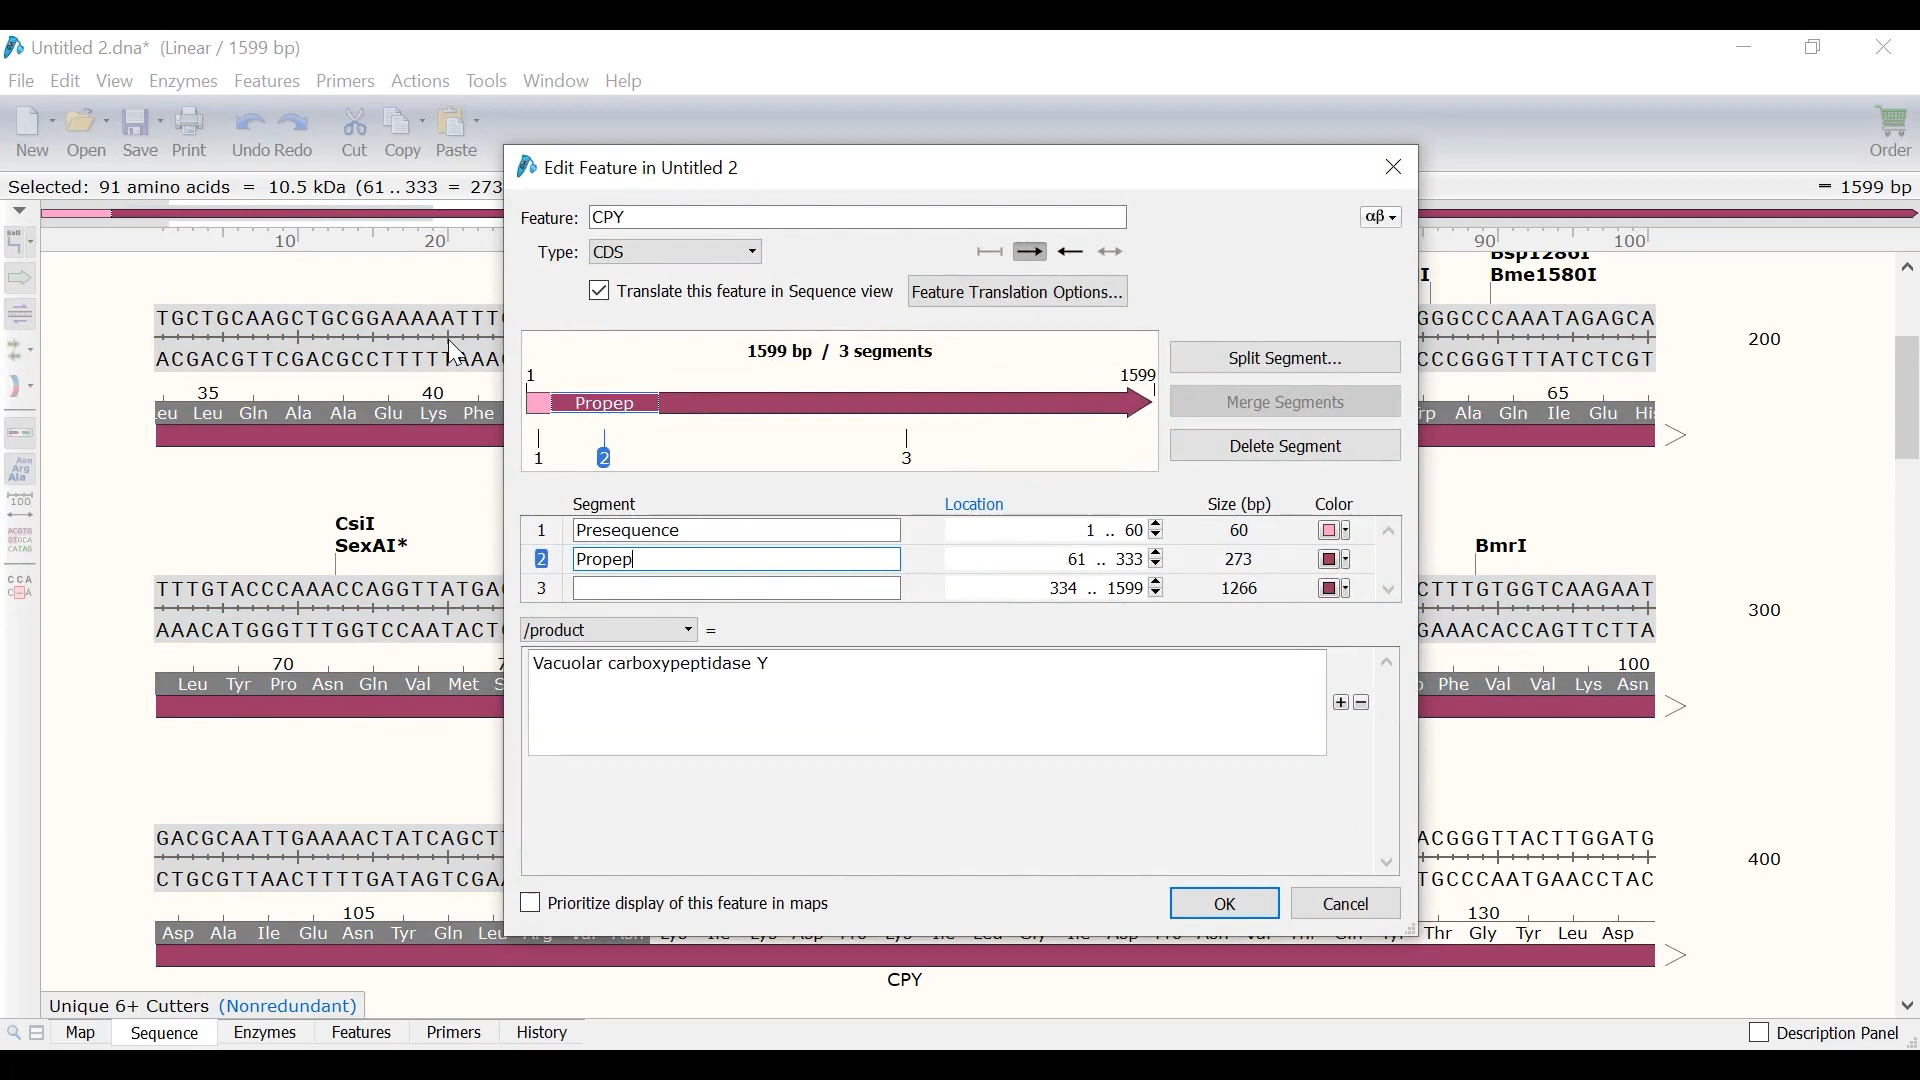 Untitled 2.dna* (Linear / 1599 bp)
File Edit View Enzymes Features Primers Actions Tools Window Help
New Open Save Print Undo Redo Cut Copy Paste Order
Selected: 91 amino acids = 10.5 kDa (61 .. 333 = 273
= 1599 bp
10 20 90 100
Edit Feature in Untitled 2
Feature: CPY
αβ
Type: CDS
Translate this feature in Sequence view
Feature Translation Options...
1599 bp / 3 segments
1 1599
Propep
1 2 3
Split Segment...
Merge Segments
Delete Segment
Segment Location Size (bp) Color
1 Presequence 1 .. 60 60
2 Propep 61 .. 333 273
3 334 .. 1599 1266
/product =
Vacuolar carboxypeptidase Y
Prioritize display of this feature in maps
OK Cancel
Bsp1286I
Bme1580I
TGCTGCAAGCTGCGGAAAAATTT
GGGCCCAAATAGAGCA
200
ACGACGTTCGACGCCTTTTT
CCCGGGTTTATCTCGT
35 40 65
Leu Gln Ala Ala Glu Lys Phe
Ala Gln Ile Glu
CsiI
SexAI*
BmrI
TTTGTACCCAAACCAGGTTATGA
CTTTGTGGTCAAGAAT
300
AAACATGGGTTTGGTCCAATACT
GAAACACCAGTTCTTA
70 100
Leu Tyr Pro Asn Gln Val Met
Phe Val Val Lys Asn
GACGCAATTGAAAACTATCAGCT
ACGGGTTACTTGGATG
400
CTGCGTTAACTTTTGATAGTCGA
TGCCCAATGAACCTAC
105 130
Asp Ala Ile Glu Asn Tyr Gln
Thr Gly Tyr Leu Asp
CPY
Unique 6+ Cutters (Nonredundant)
Map Sequence Enzymes Features Primers History
Description Panel